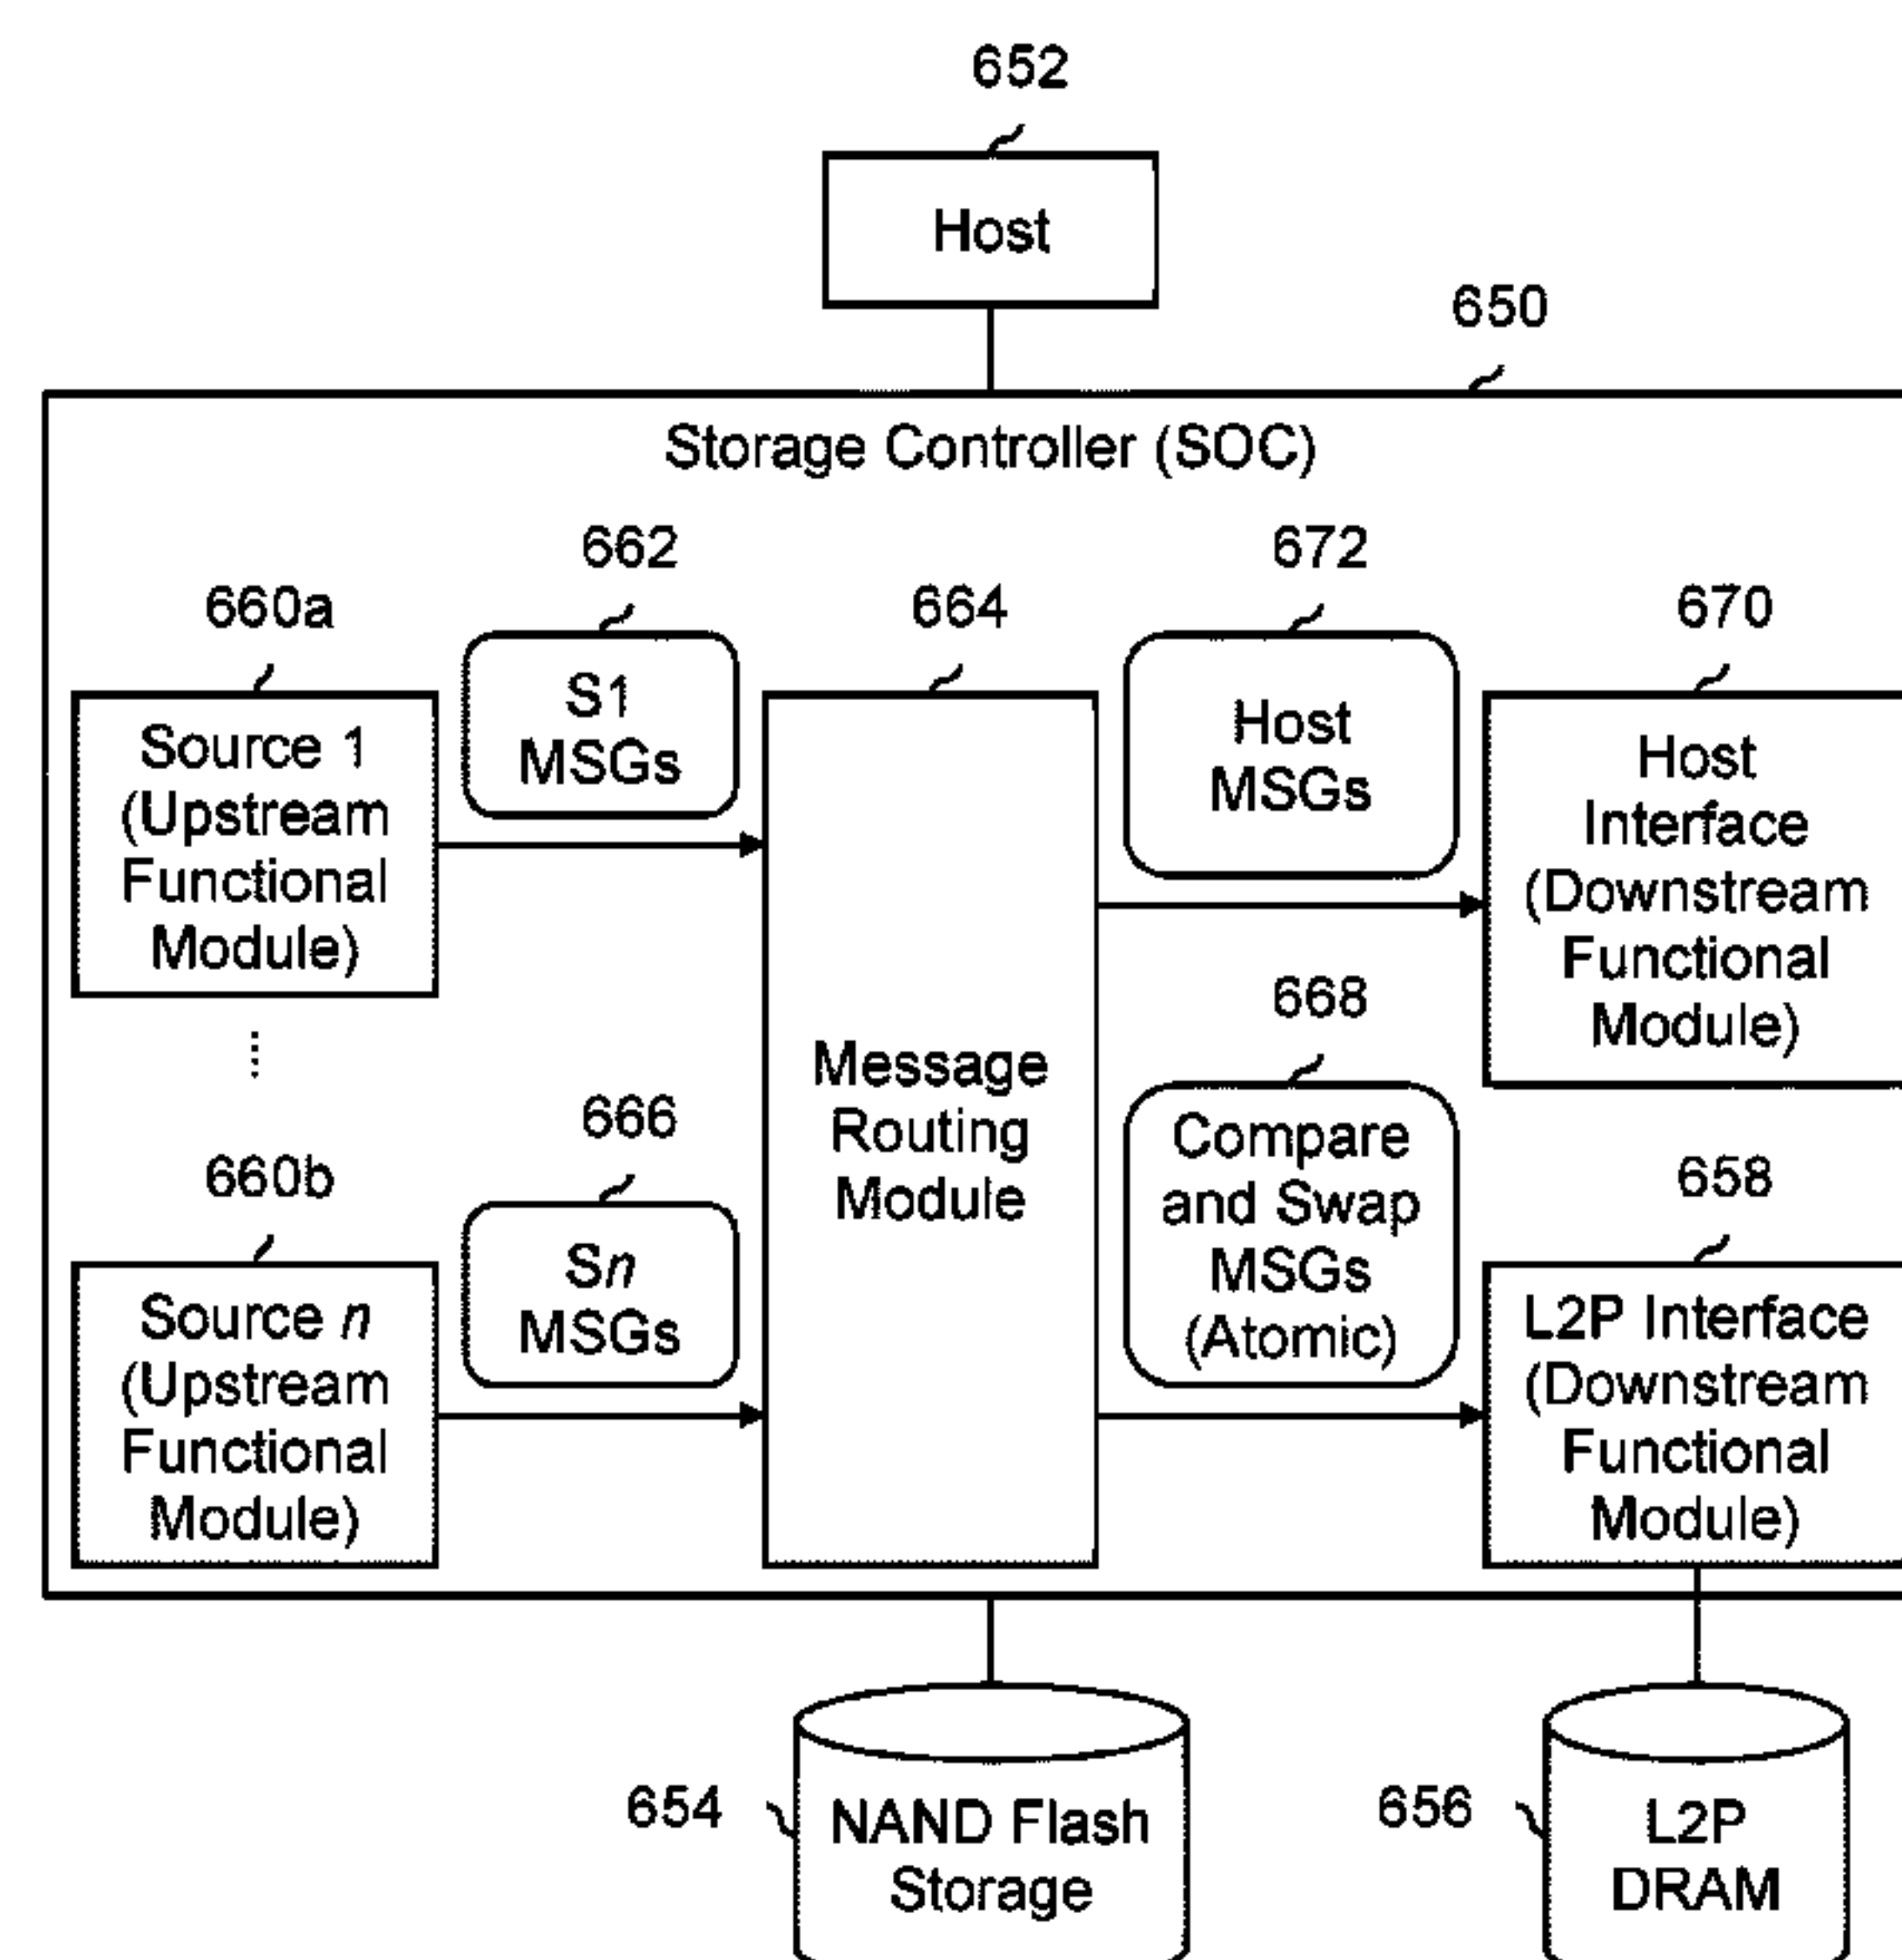 652
Host
650
Storage Controller (SOC)
662
672
660a
664
670
S1
MSGs
Host
MSGs
Source 1
(Upstream
Functional
Module)
Host
Interface
(Downstream
Functional
Module)
668
Message
Routing
Module
666
660b
Compare
and Swap
MSGs
(Atomic)
658
Sn
MSGs
Source n
(Upstream
Functional
Module)
L2P Interface
(Downstream
Functional
Module)
654
NAND Flash
Storage
656
L2P
DRAM